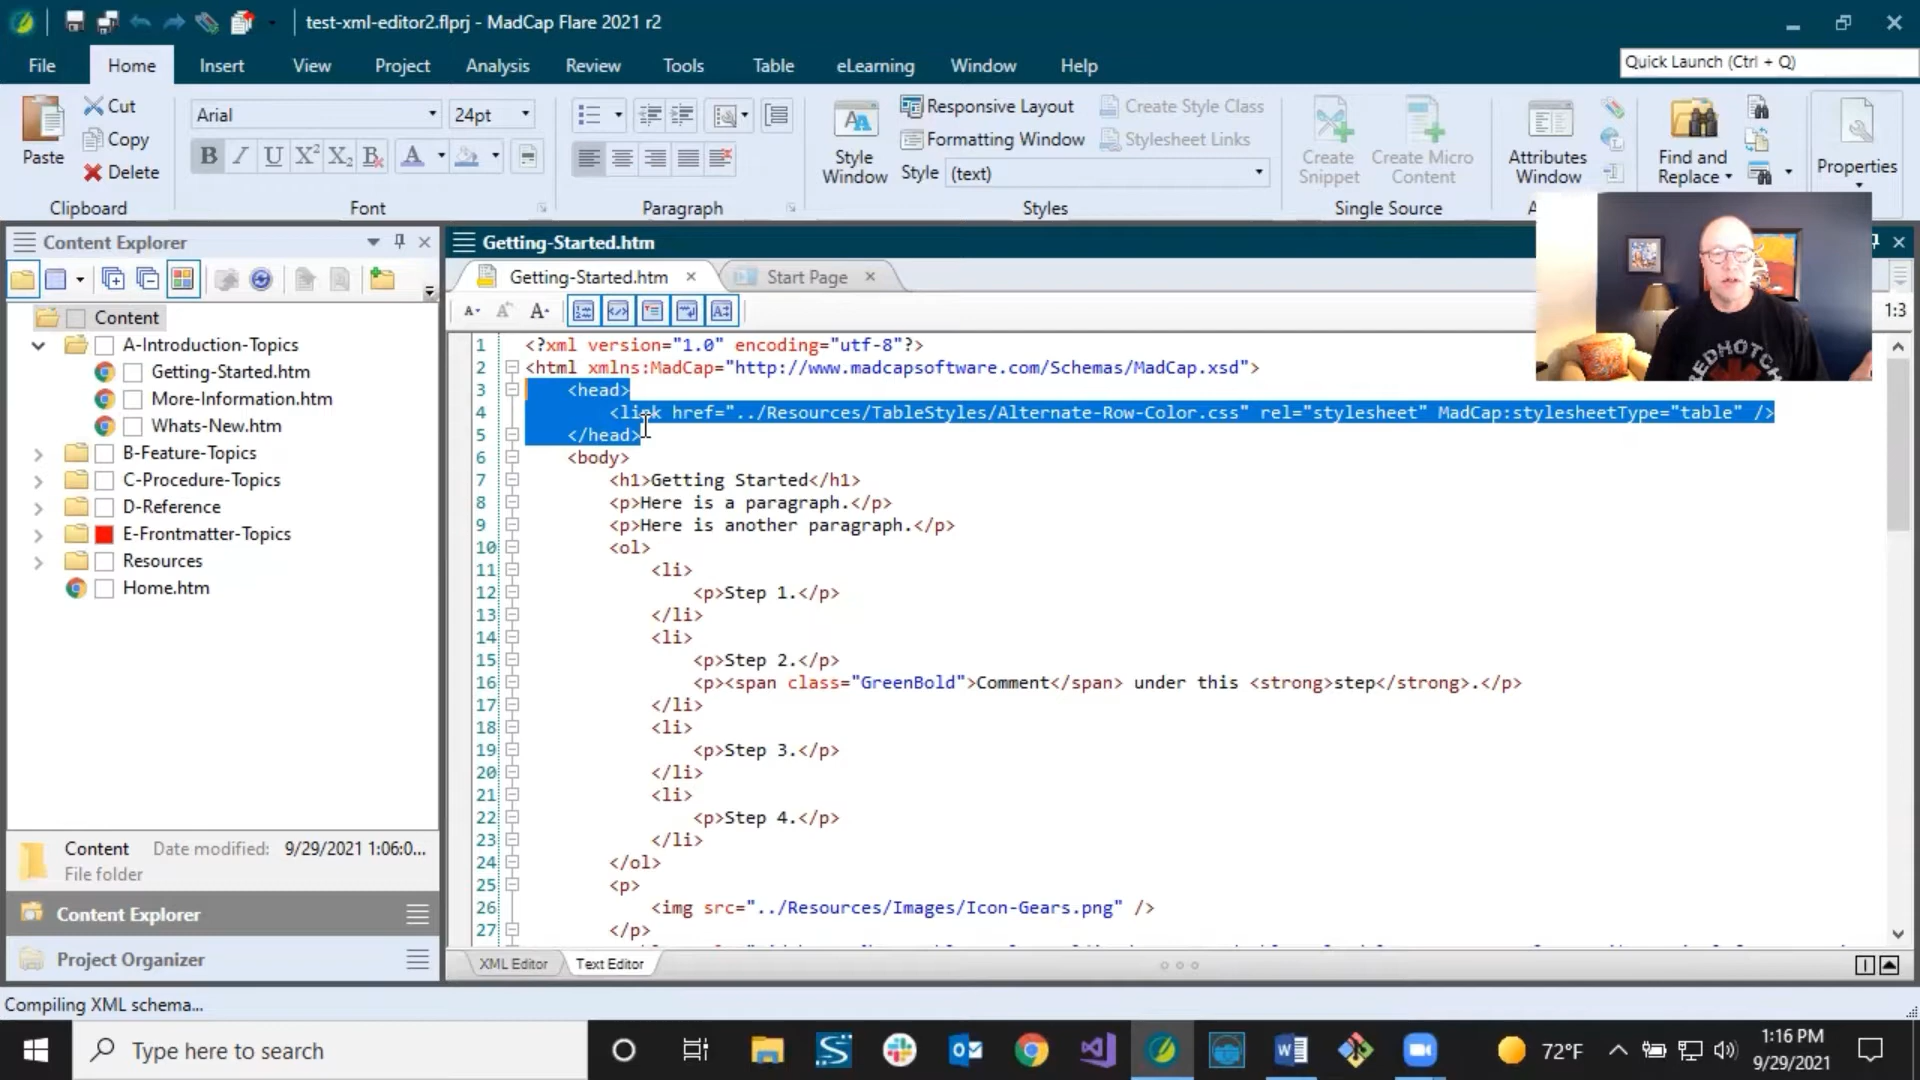 test-xml-editor2.flprj - MadCap Flare 2021 r2
File Home Insert View Project Analysis Review Tools Table eLearning Window Help Quick Launch (Ctrl + Q)
Paste
Cut
Copy
Delete
Clipboard
Arial 24pt
B I U X² X₂ B
A
Font
Paragraph
Style Window
Responsive Layout Create Style Class
Formatting Window Stylesheet Links
Style (text)
Styles
Create Snippet
Create Micro Content
Single Source
Attributes Window
Find and Replace
Properties
Content Explorer
Content
A-Introduction-Topics
Getting-Started.htm
More-Information.htm
Whats-New.htm
B-Feature-Topics
C-Procedure-Topics
D-Reference
E-Frontmatter-Topics
Resources
Home.htm
Content Date modified: 9/29/2021 1:06:0...
File folder
Content Explorer
Project Organizer
Getting-Started.htm
Getting-Started.htm Start Page
1:3
1 <?xml version="1.0" encoding="utf-8"?>
2 <html xmlns:MadCap="http://www.madcapsoftware.com/Schemas/MadCap.xsd">
3 <head>
4 <link href="../Resources/TableStyles/Alternate-Row-Color.css" rel="stylesheet" MadCap:stylesheetType="table" />
5 </head>
6 <body>
7 <h1>Getting Started</h1>
8 <p>Here is a paragraph.</p>
9 <p>Here is another paragraph.</p>
10 <ol>
11 <li>
12 <p>Step 1.</p>
13 </li>
14 <li>
15 <p>Step 2.</p>
16 <p><span class="GreenBold">Comment</span> under this <strong>step</strong>.</p>
17 </li>
18 <li>
19 <p>Step 3.</p>
20 </li>
21 <li>
22 <p>Step 4.</p>
23 </li>
24 </ol>
25 <p>
26 <img src="../Resources/Images/Icon-Gears.png" />
27 </p>
XML Editor Text Editor
REDHOTCH
Compiling XML schema...
Type here to search
72°F
1:16 PM
9/29/2021